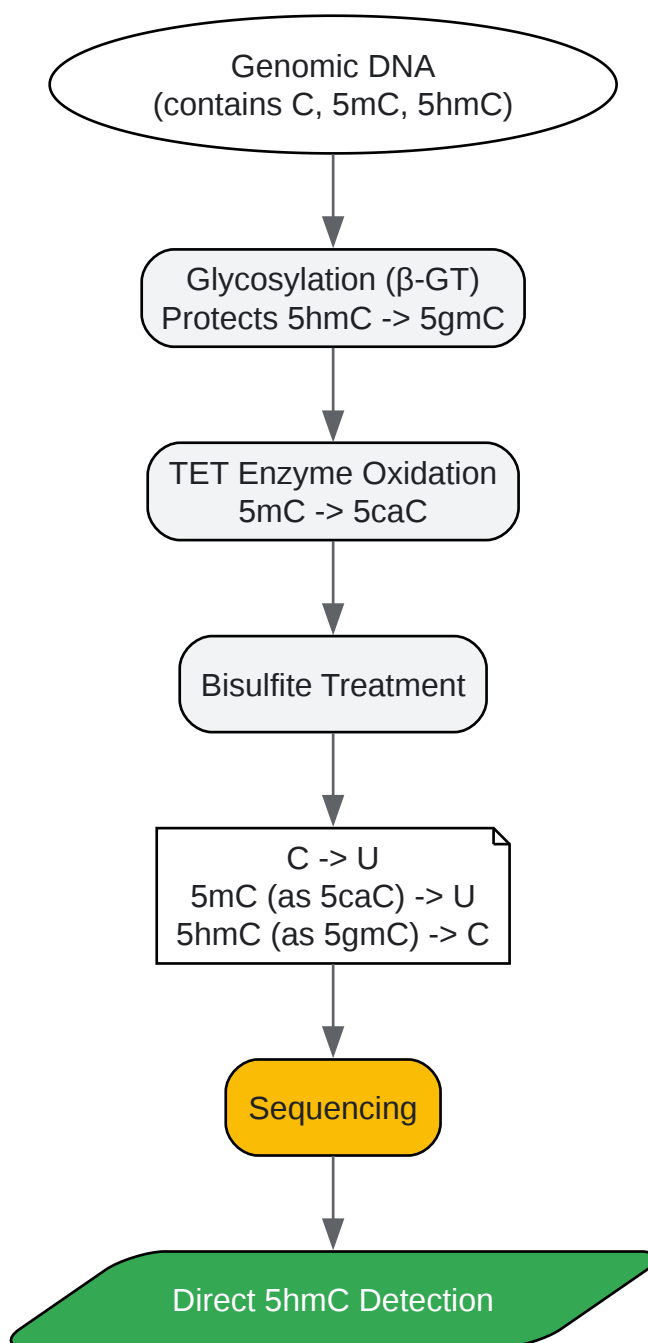 Genomic DNA
(contains C, 5mC, 5hmC)
Glycosylation (β-GT)
Protects 5hmC -> 5gmC
TET Enzyme Oxidation
5mC -> 5caC
Bisulfite Treatment
C -> U
5mC (as 5caC) -> U
5hmC (as 5gmC) -> C
Sequencing
Direct 5hmC Detection